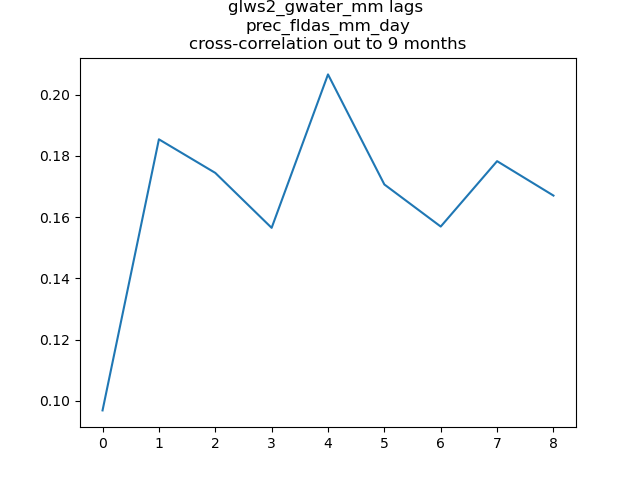 glws2_gwater_mm lags
prec_fldas_mm_day
cross-correlation out to 9 months
0.20
0.18
0.16
0.14
0.12
0.10
0 1 2 3 4 5 6 7 8